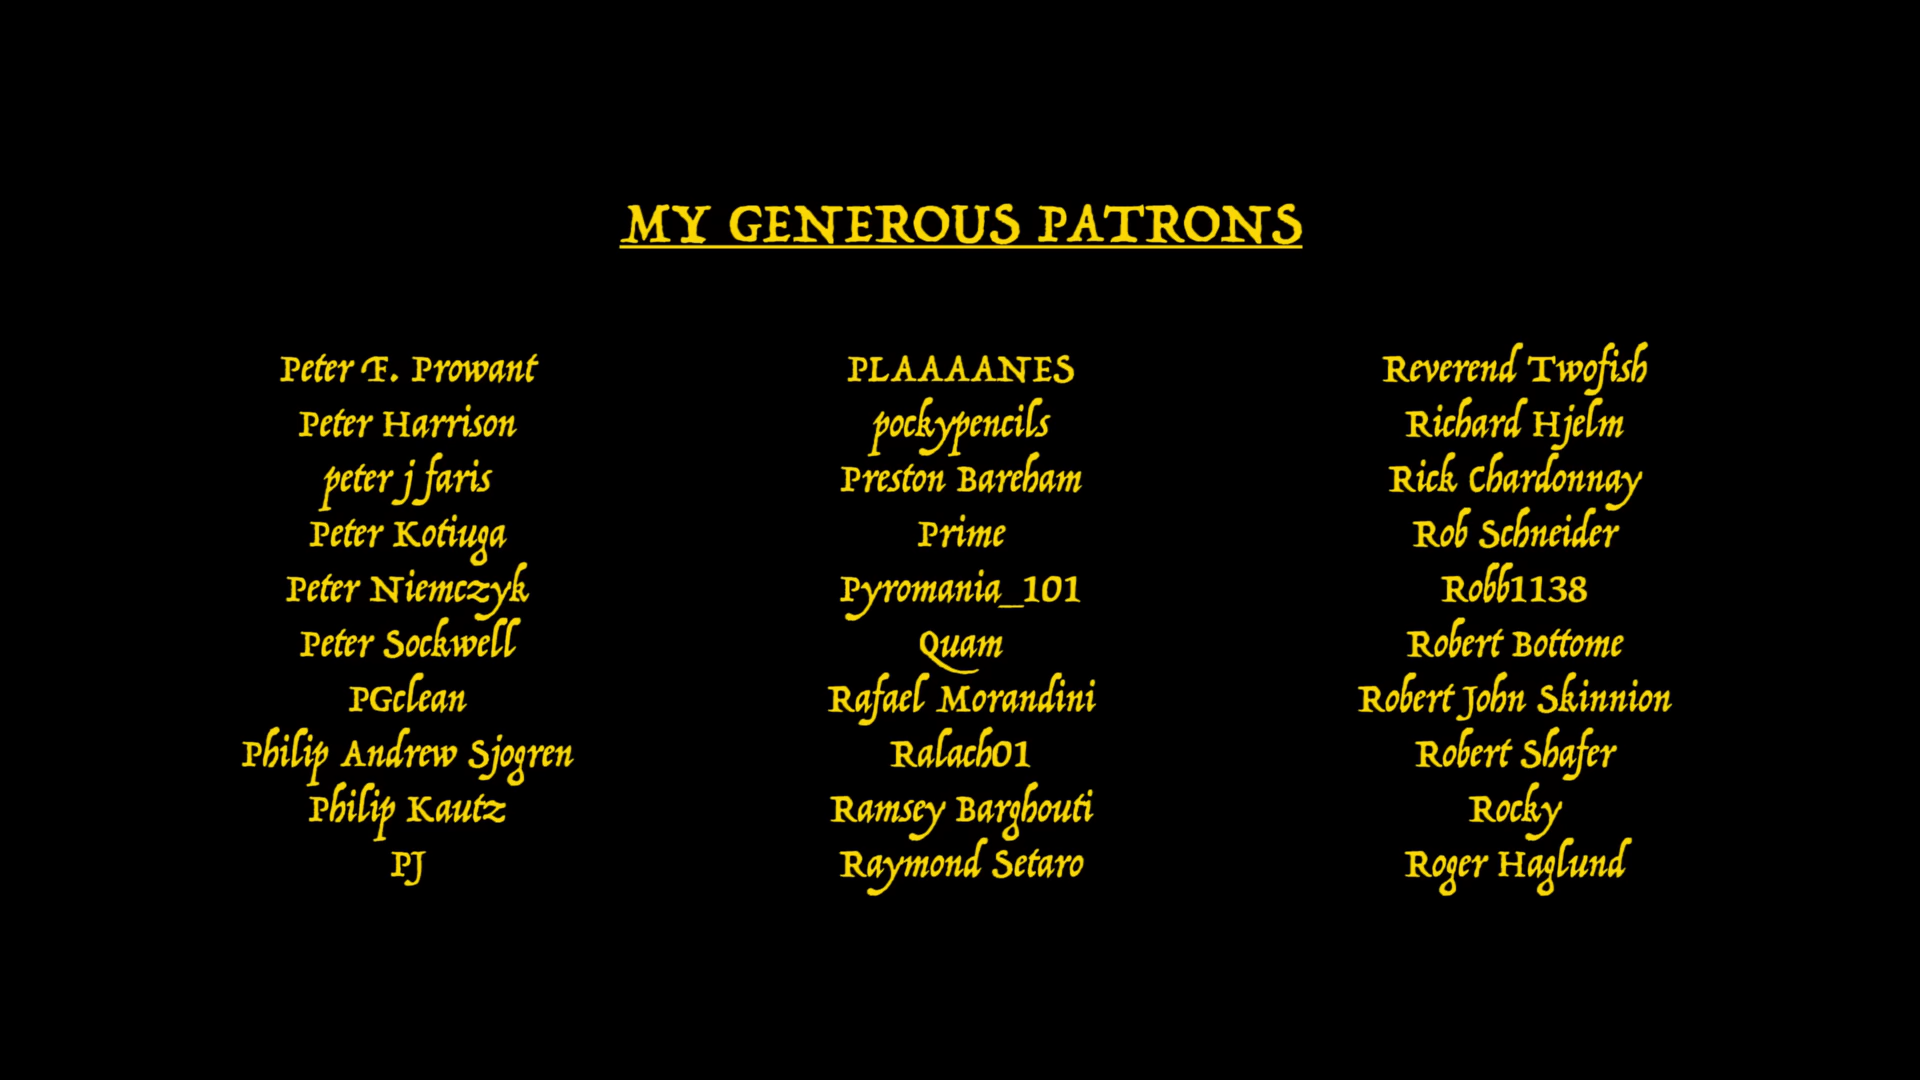 MY GENEROUS PATRONS
Peter F. Prowant
Peter Harrison
peter j faris
Peter Kotiuga
Peter Niemczyk
Peter Sockwell
PGclean
Philip Andrew Sjogren
Philip Kautz
PJ
PLAAAANES
pockypencils
Preston Bareham
Prime
Pyromania_101
Quam
Rafael Morandini
Ralach01
Ramsey Barghouti
Raymond Setaro
Reverend Twofish
Richard Hjelm
Rick Chardonnay
Rob Schneider
Robb1138
Robert Bottome
Robert John Skinnion
Robert Shafer
Rocky
Roger Haglund